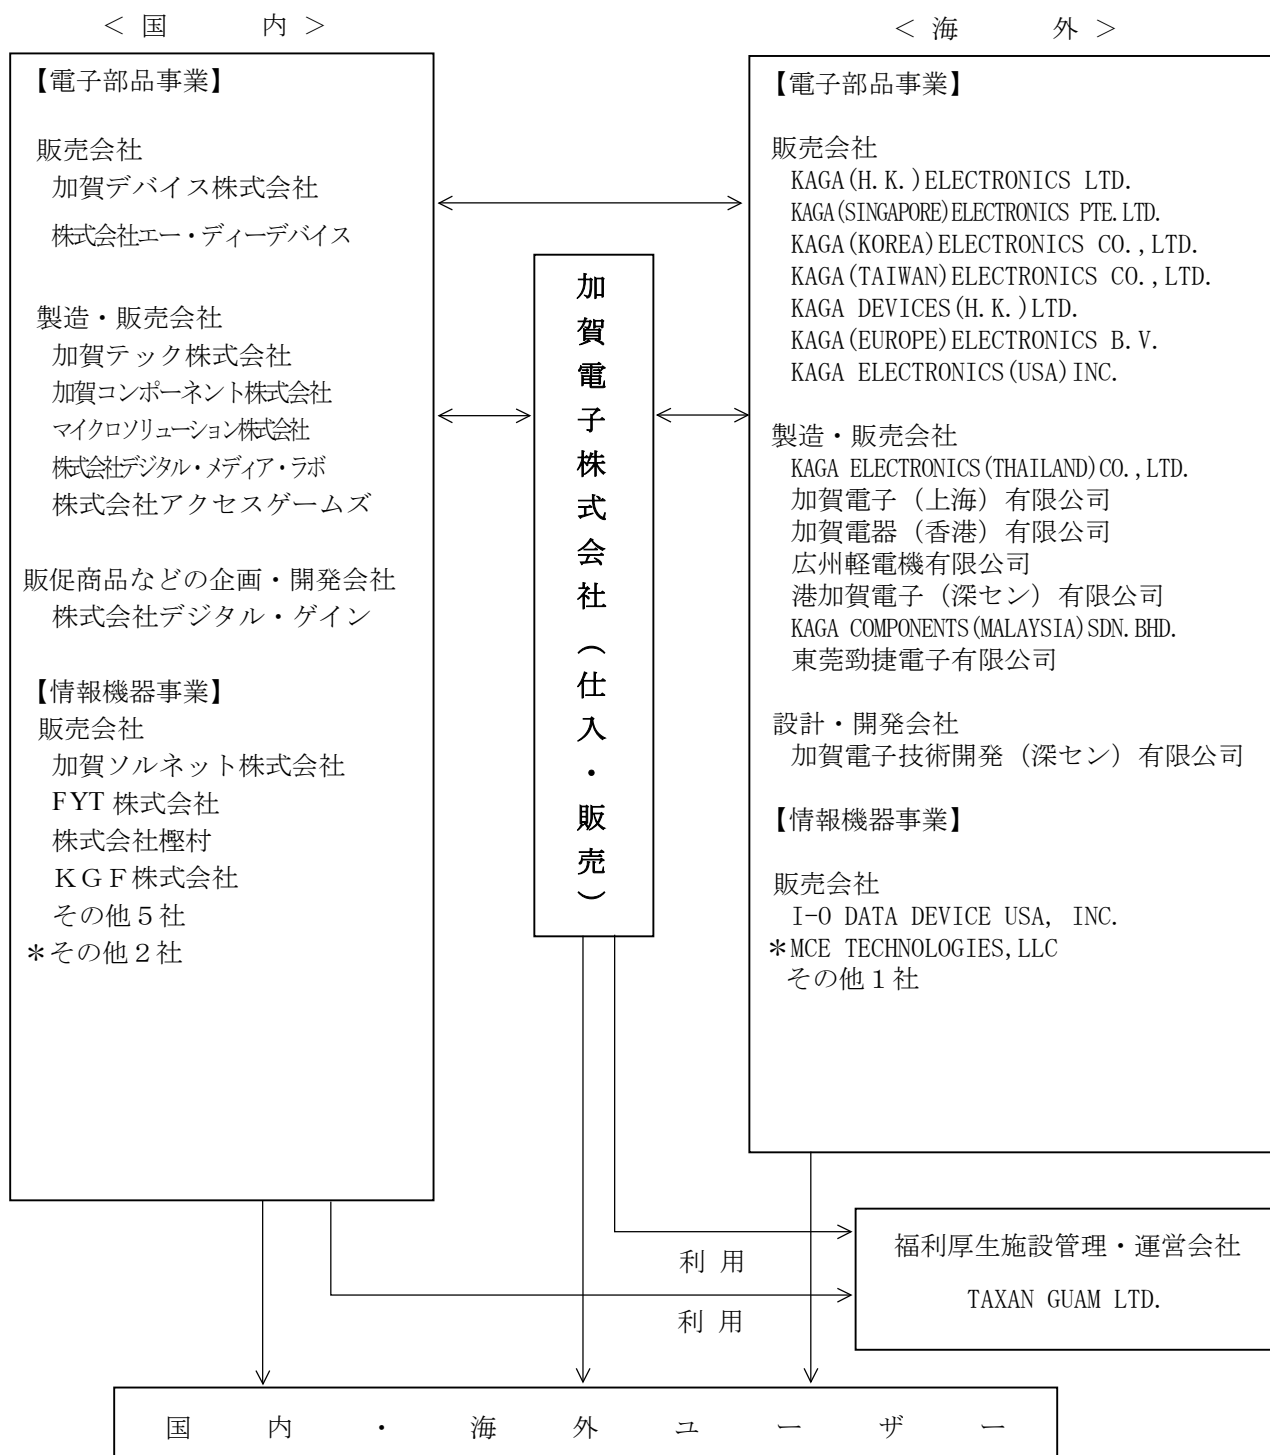 ＜ 国 内 ＞
【電子部品事業】
販売会社
加賀デバイス株式会社
株式会社エー・ディーデバイス
製造・販売会社
加賀テック株式会社
加賀コンポーネント株式会社
マイクロソリューション株式会社
株式会社デジタル・メディア・ラボ
株式会社アクセスゲームズ
販促商品などの企画・開発会社
株式会社デジタル・ゲイン
【情報機器事業】
販売会社
加賀ソルネット株式会社
FYT 株式会社
株式会社樫村
ＫＧＦ株式会社
その他５社
＊その他２社
加賀電子株式会社（仕入・販売）
＜ 海 外 ＞
【電子部品事業】
販売会社
KAGA(H.K.)ELECTRONICS LTD.
KAGA(SINGAPORE)ELECTRONICS PTE.LTD.
KAGA(KOREA)ELECTRONICS CO.,LTD.
KAGA(TAIWAN)ELECTRONICS CO.,LTD.
KAGA DEVICES(H.K.)LTD.
KAGA(EUROPE)ELECTRONICS B.V.
KAGA ELECTRONICS(USA)INC.
製造・販売会社
KAGA ELECTRONICS(THAILAND)CO.,LTD.
加賀電子（上海）有限公司
加賀電器（香港）有限公司
広州軽電機有限公司
港加賀電子（深セン）有限公司
KAGA COMPONENTS(MALAYSIA)SDN.BHD.
東莞勁捷電子有限公司
設計・開発会社
加賀電子技術開発（深セン）有限公司
【情報機器事業】
販売会社
I-O DATA DEVICE USA, INC.
＊MCE TECHNOLOGIES,LLC
その他１社
利 用
利 用
福利厚生施設管理・運営会社
TAXAN GUAM LTD.
国 内 ・ 海 外 ユ ー ザ ー